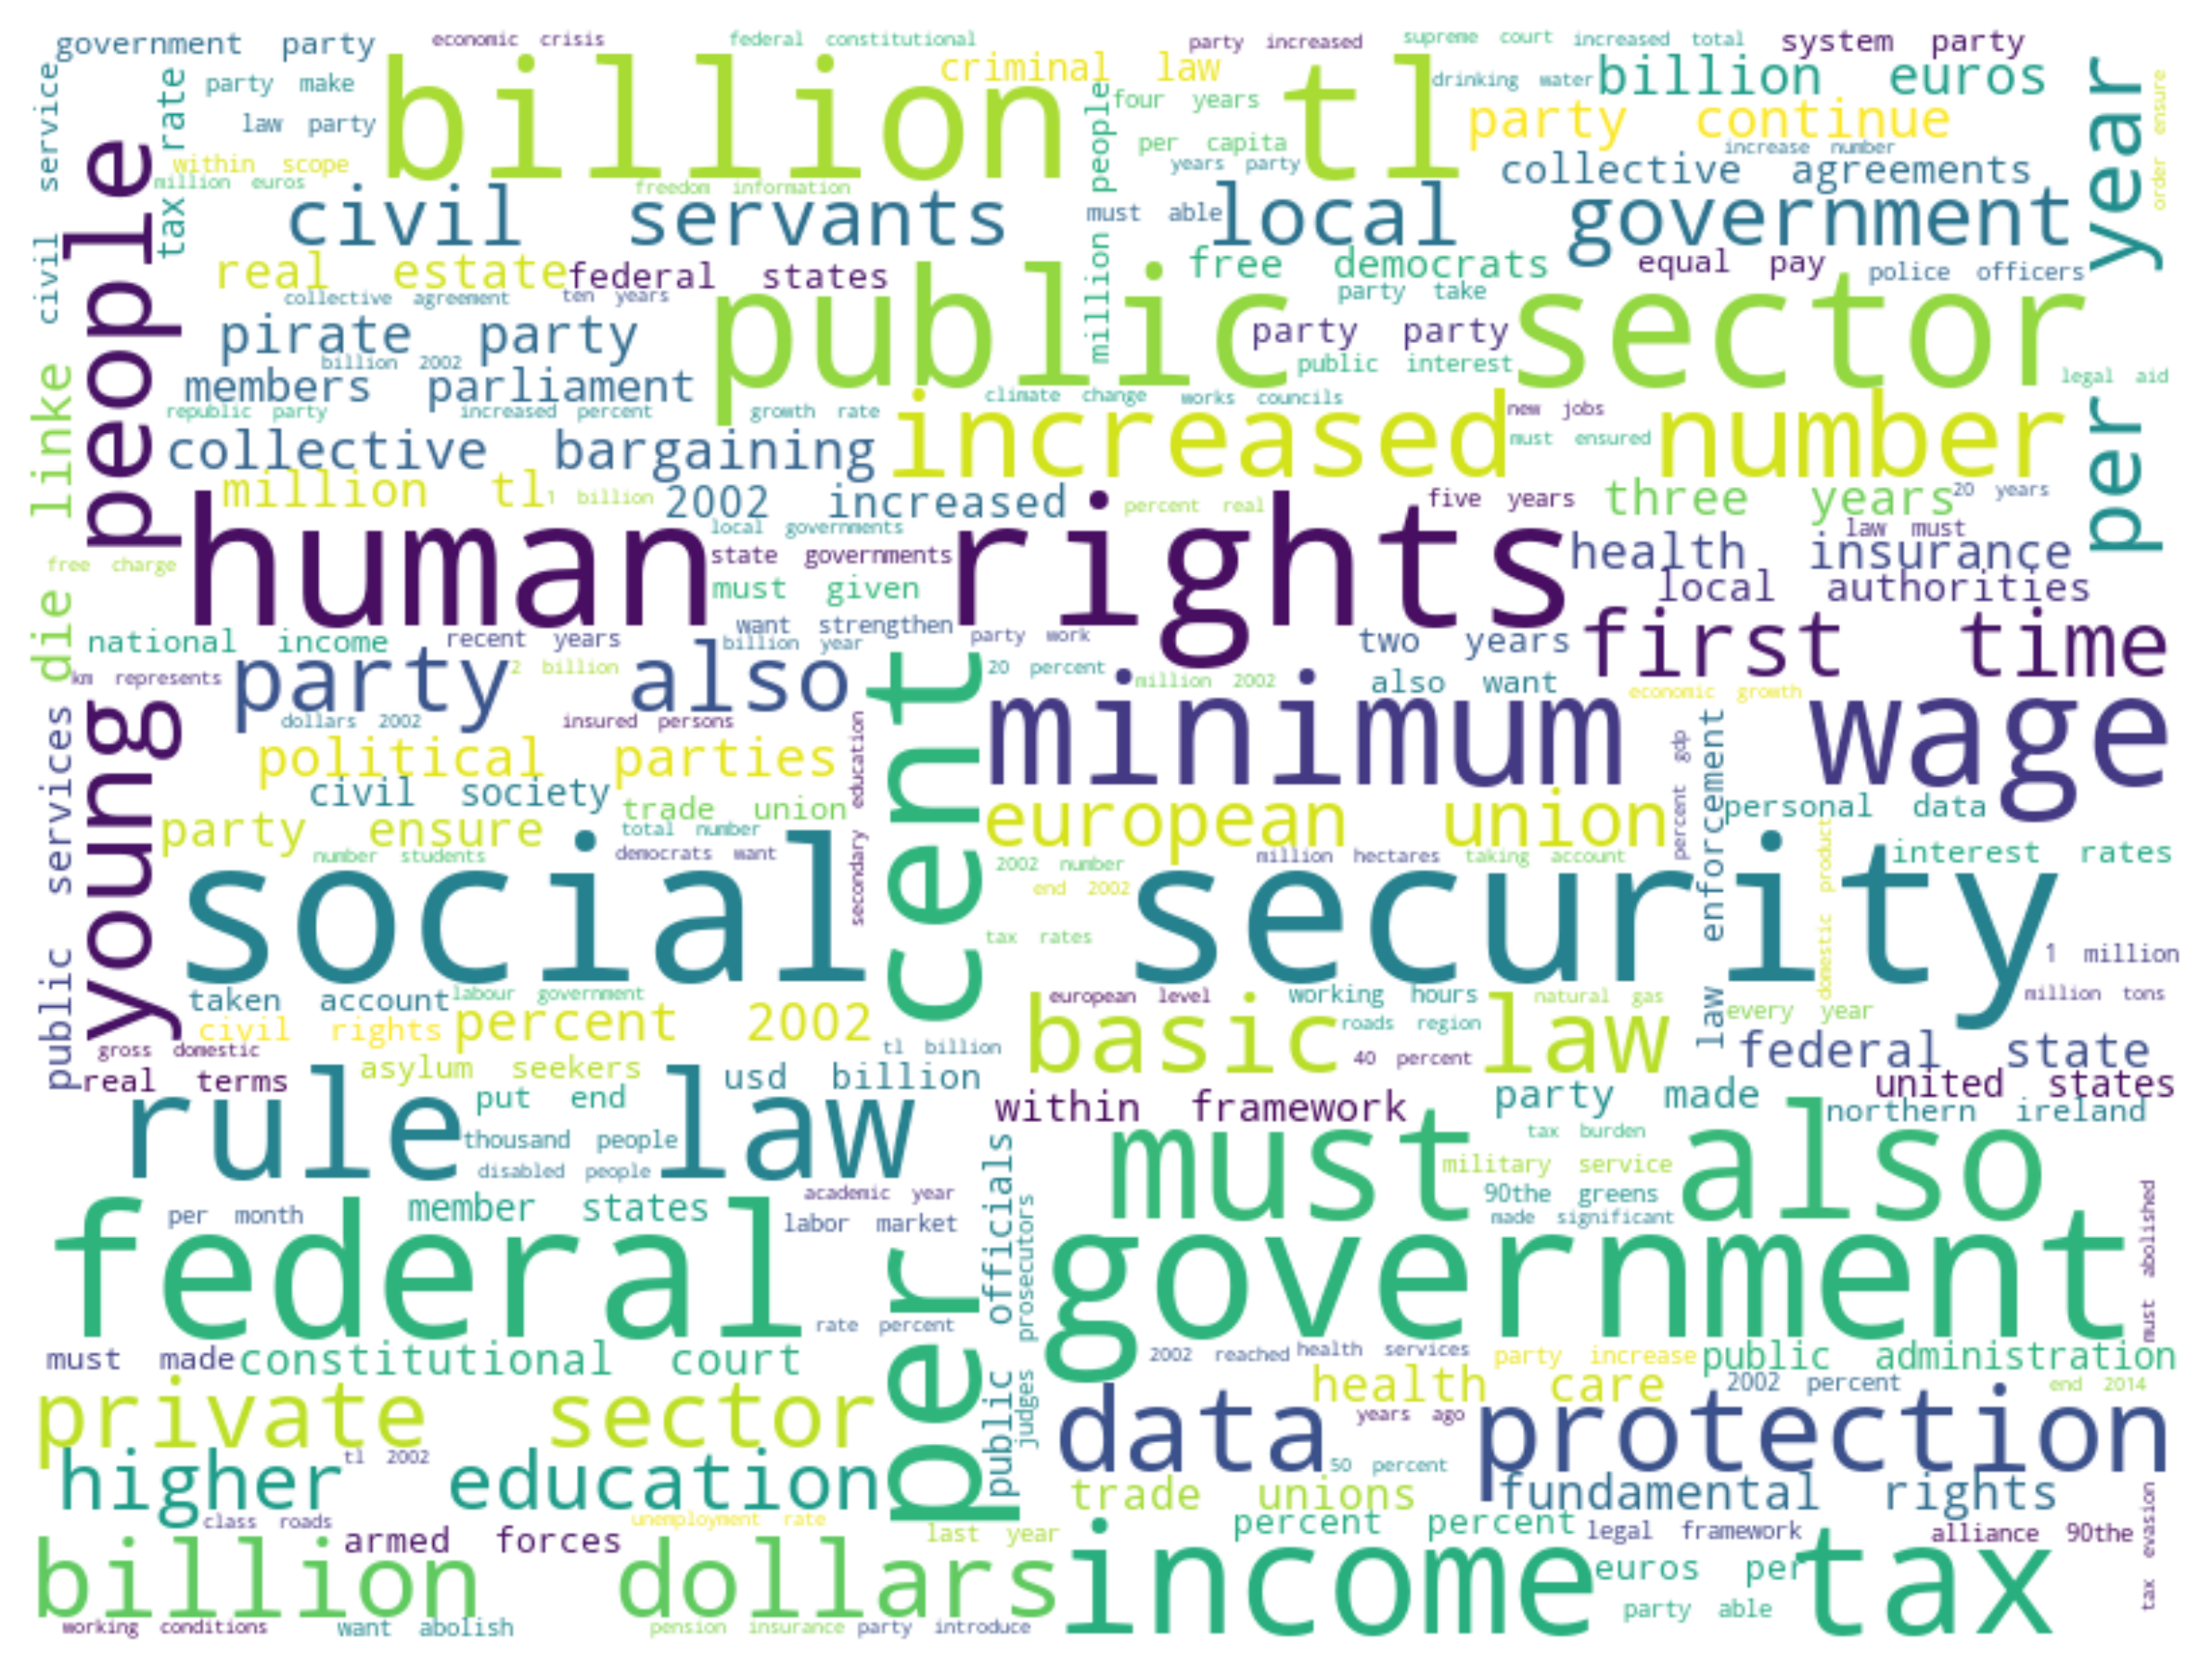 government party
economic crisis
federal constitutional
party increased
supreme court
increased total
system party
billion tl
criminal law
drinking water
billion euros
party make
tax rate
four years
party continue
per year
order ensure
law party
per capita
increase number
within scope
years party
collective agreements
million euros
freedom information
million people
civil service
young people
civil servants
must able
local government
real estate
federal states
free democrats
equal pay
police officers
collective agreement
ten years
party take
public sector
pirate party
party party
billion 2002
public interest
members parliament
legal aid
climate change
works councils
republic party
increased percent
growth rate
increased number
new jobs
must ensured
collective bargaining
die linke
million tl
1 billion
2002 increased
percent real
five years
three years
20 years
local governments
law must
human rights
state governments
health insurance
free charge
must given
local authorities
want strengthen
national income
recent years
billion year
party work
two years
first time
km represents
party also
2 billion
20 percent
million 2002
also want
economic growth
dollars 2002
insured persons
secondary education
per cent
minimum wage
percent gdp
law enforcement
public services
political parties
civil society
trade union
european union
personal data
party ensure
total number
number students
democrats want
2002 number
million hectares
taking account
domestic product
interest rates
social security
end 2002
tax rates
1 million
taken account
labour government
european level
working hours
natural gas
million tons
civil rights
percent 2002
basic law
roads region
every year
gross domestic
tl billion
40 percent
federal state
real terms
asylum seekers
usd billion
united states
rule law
put end
within framework
party made
northern ireland
thousand people
tax burden
disabled people
must also
military service
federal government
member states
academic year
90the greens
per month
labor market
public officials
judges prosecutors
made significant
must abolished
rate percent
must made
constitutional court
2002 reached
health services
party increase
public administration
private sector
health care
2002 percent
end 2014
data protection
years ago
tl 2002
higher education
50 percent
trade unions
fundamental rights
class roads
armed forces
unemployment rate
last year
percent percent
legal framework
alliance 90the
tax evasion
billion dollars
income tax
euros per
party able
working conditions
want abolish
pension insurance
party introduce